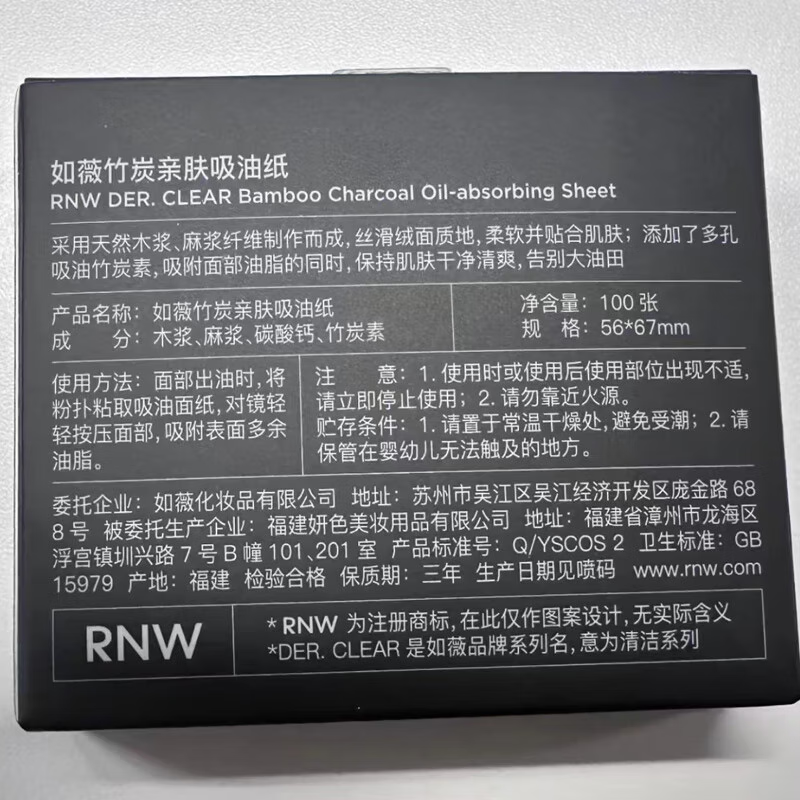 如薇竹炭亲肤吸油纸
RNW DER. CLEAR Bamboo Charcoal Oil-absorbing Sheet
采用天然木浆、麻浆纤维制作而成，丝滑绒面质地，柔软并贴合肌肤；添加了多孔
吸油竹炭素，吸附面部油脂的同时，保持肌肤干净清爽，告别大油田
产品名称：如薇竹炭亲肤吸油纸
成　　分：木浆、麻浆、碳酸钙、竹炭素
净含量：100 张
规　格：56*67mm
使用方法：面部出油时，将
粉扑粘取吸油面纸，对镜轻
轻按压面部，吸附表面多余
油脂。
注　　意：1. 使用时或使用后使用部位出现不适，
请立即停止使用；2. 请勿靠近火源。
贮存条件：1. 请置于常温干燥处，避免受潮；2. 请
保管在婴幼儿无法触及的地方。
委托企业：如薇化妆品有限公司 地址：苏州市吴江区吴江经济开发区庞金路 68
8 号 被委托生产企业：福建妍色美妆用品有限公司 地址：福建省漳州市龙海区
浮宫镇圳兴路 7 号 B 幢 101、201 室 产品标准号：Q/YSCOS 2 卫生标准：GB
15979 产地：福建 检验合格 保质期：三年 生产日期见喷码 www.rnw.com
RNW
*RNW 为注册商标，在此仅作图案设计，无实际含义
*DER. CLEAR 是如薇品牌系列名，意为清洁系列